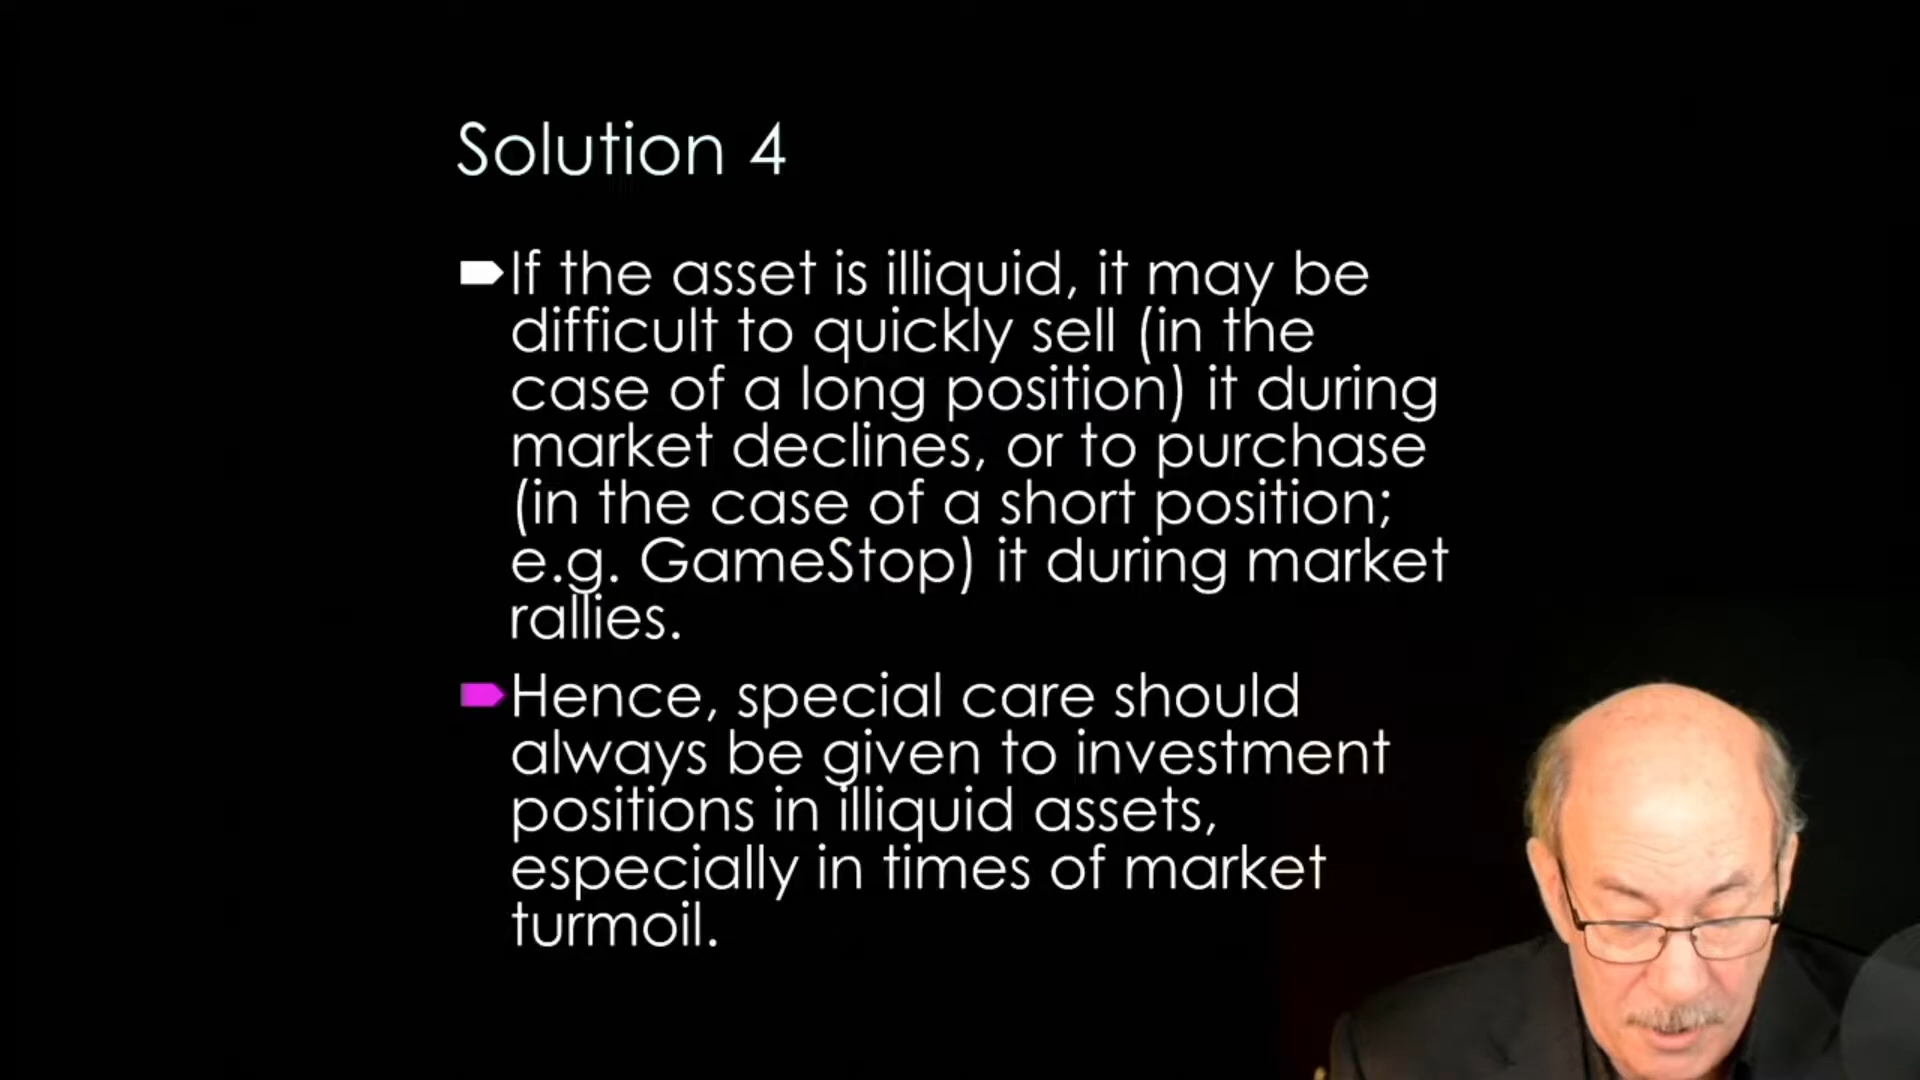 Solution 4
If the asset is illiquid, it may be
difficult to quickly sell (in the
case of a long position) it during
market declines, or to purchase
(in the case of a short position;
e.g. GameStop) it during market
rallies.
Hence, special care should
always be given to investment
positions in illiquid assets,
especially in times of market
turmoil.